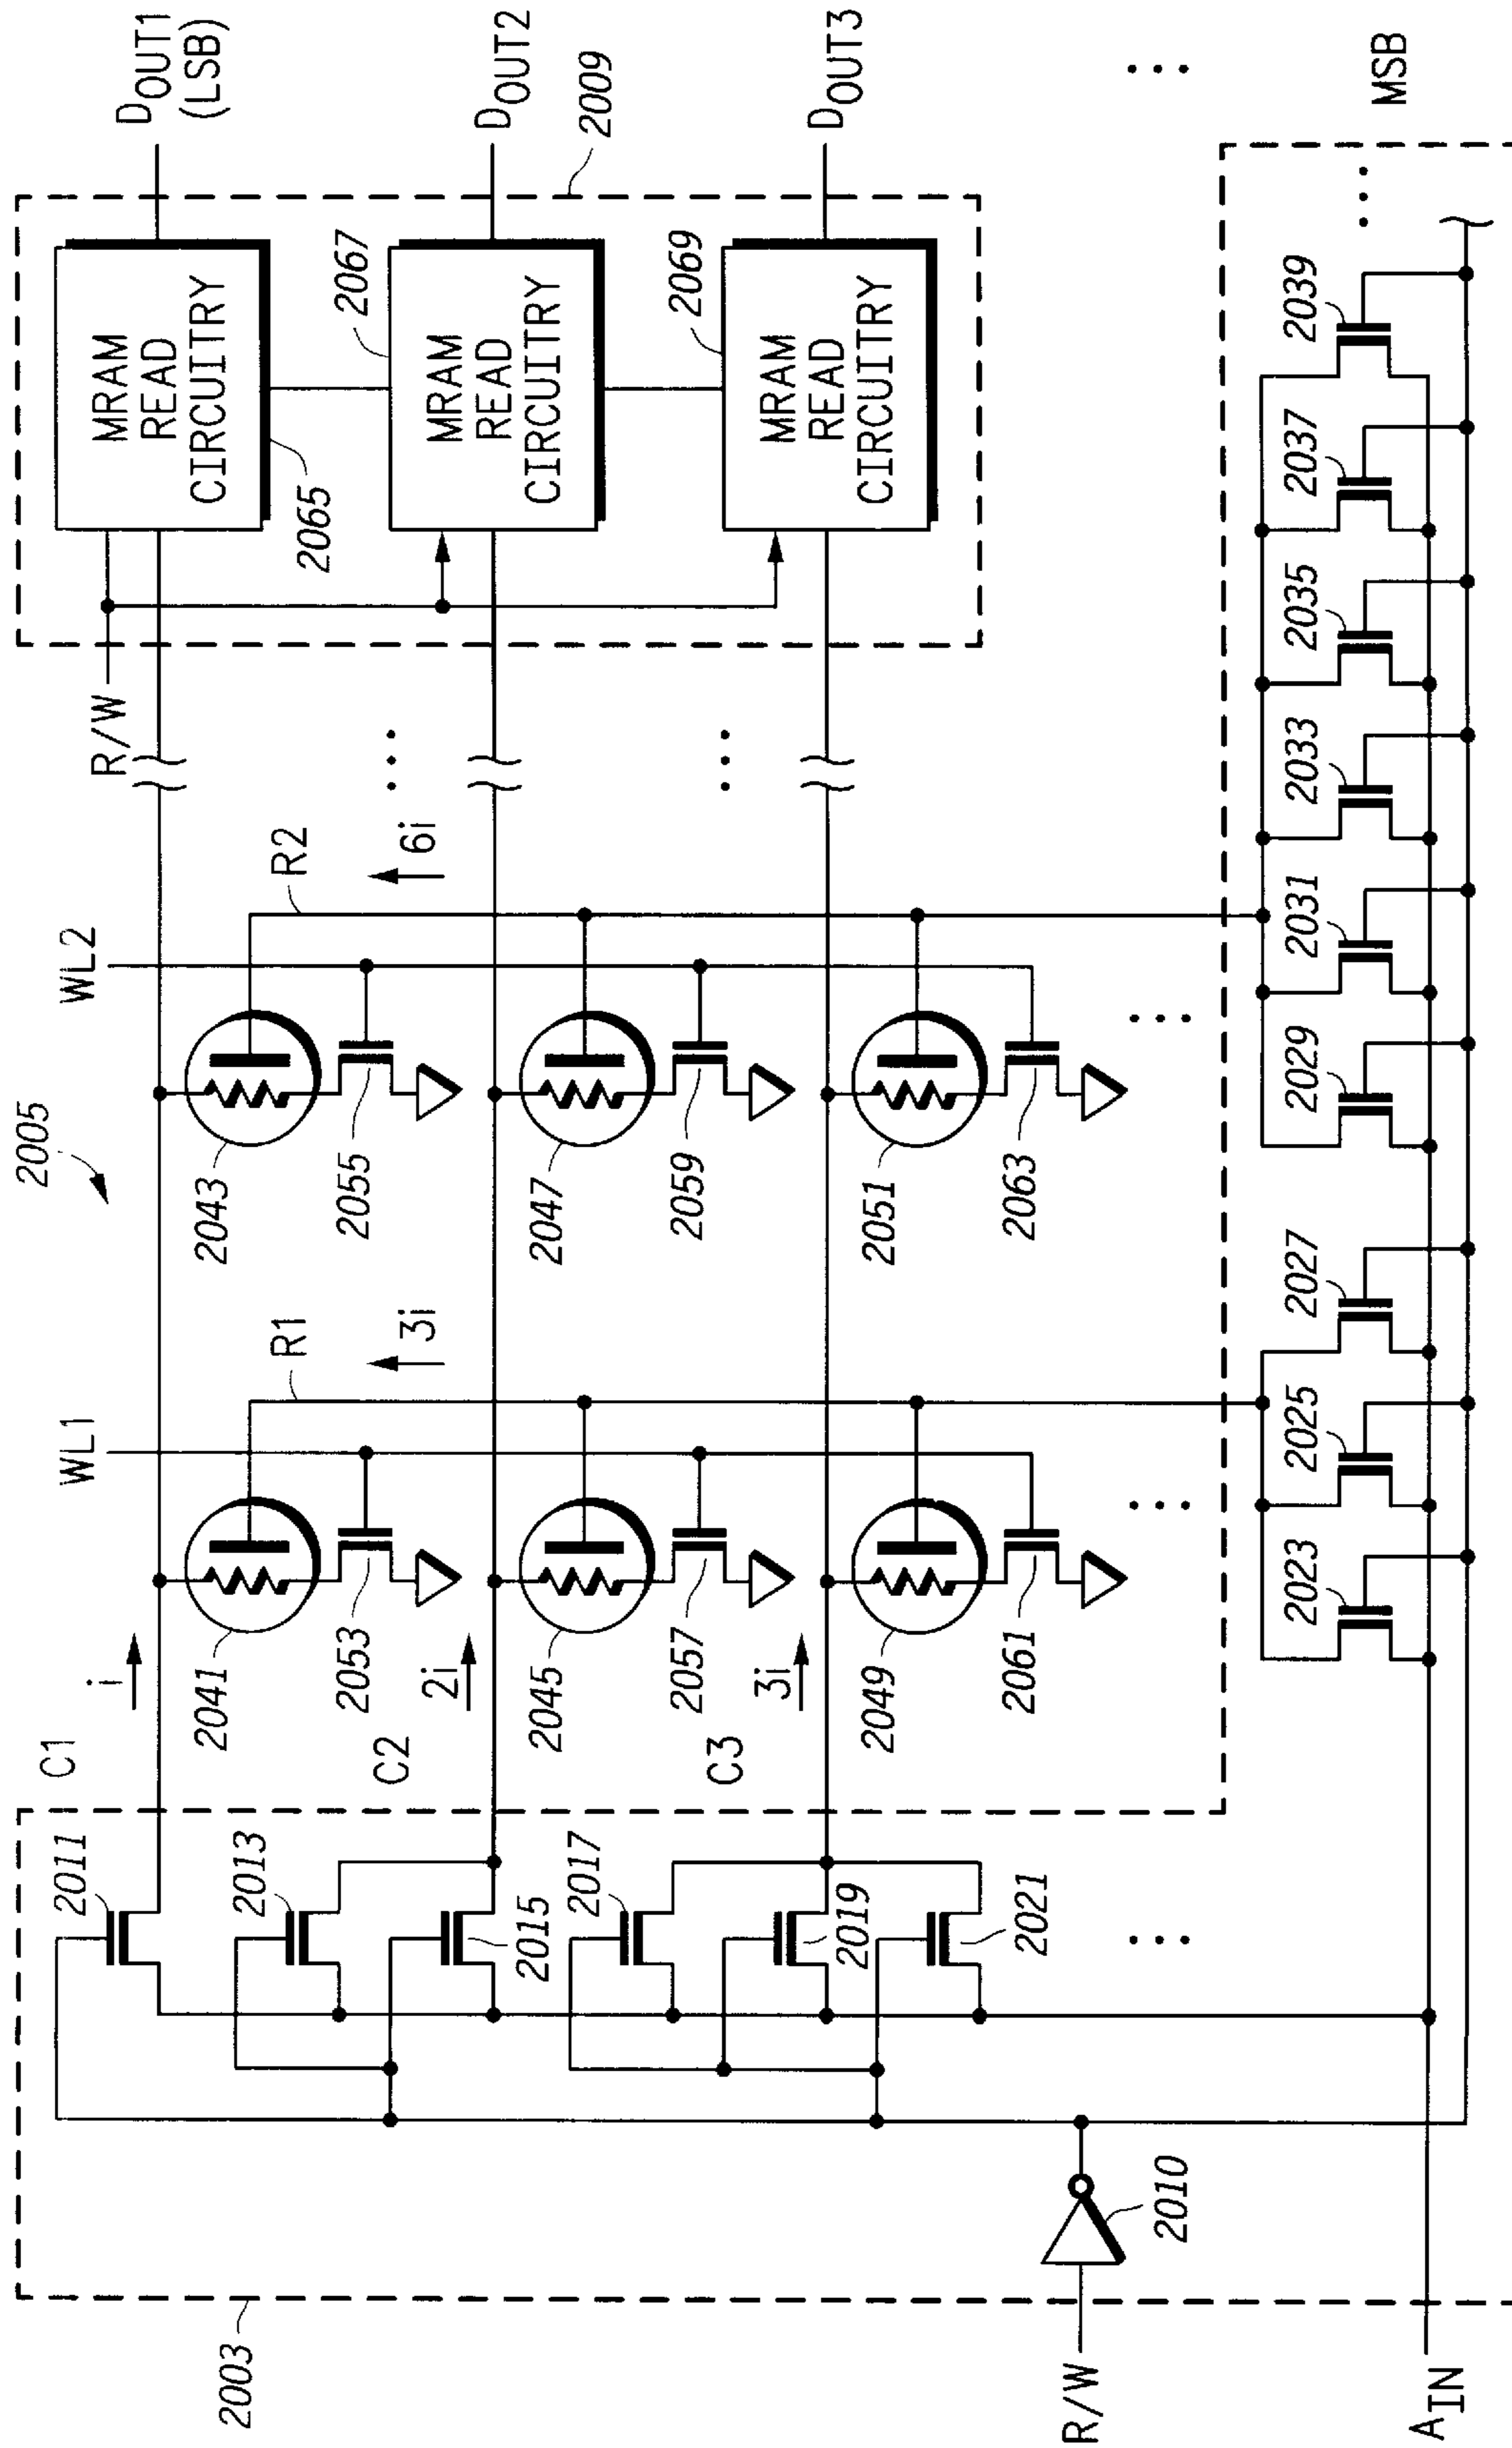 2003
2011
2013
2015
2017
2019
2021
2010
R/W
A IN
C1
C2
C3
i
2i
3i
2005
WL1
R1
3i
WL2
R2
6i
2041
2053
2045
2057
2049
2061
2043
2055
2047
2059
2051
2063
R/W
MRAM
READ
CIRCUITRY
2065
MRAM
READ
CIRCUITRY
2067
MRAM
READ
CIRCUITRY
2069
2009
DOUT1
(LSB)
DOUT2
DOUT3
...
MSB
2023
2025
2027
2029
2031
2033
2035
2037
2039